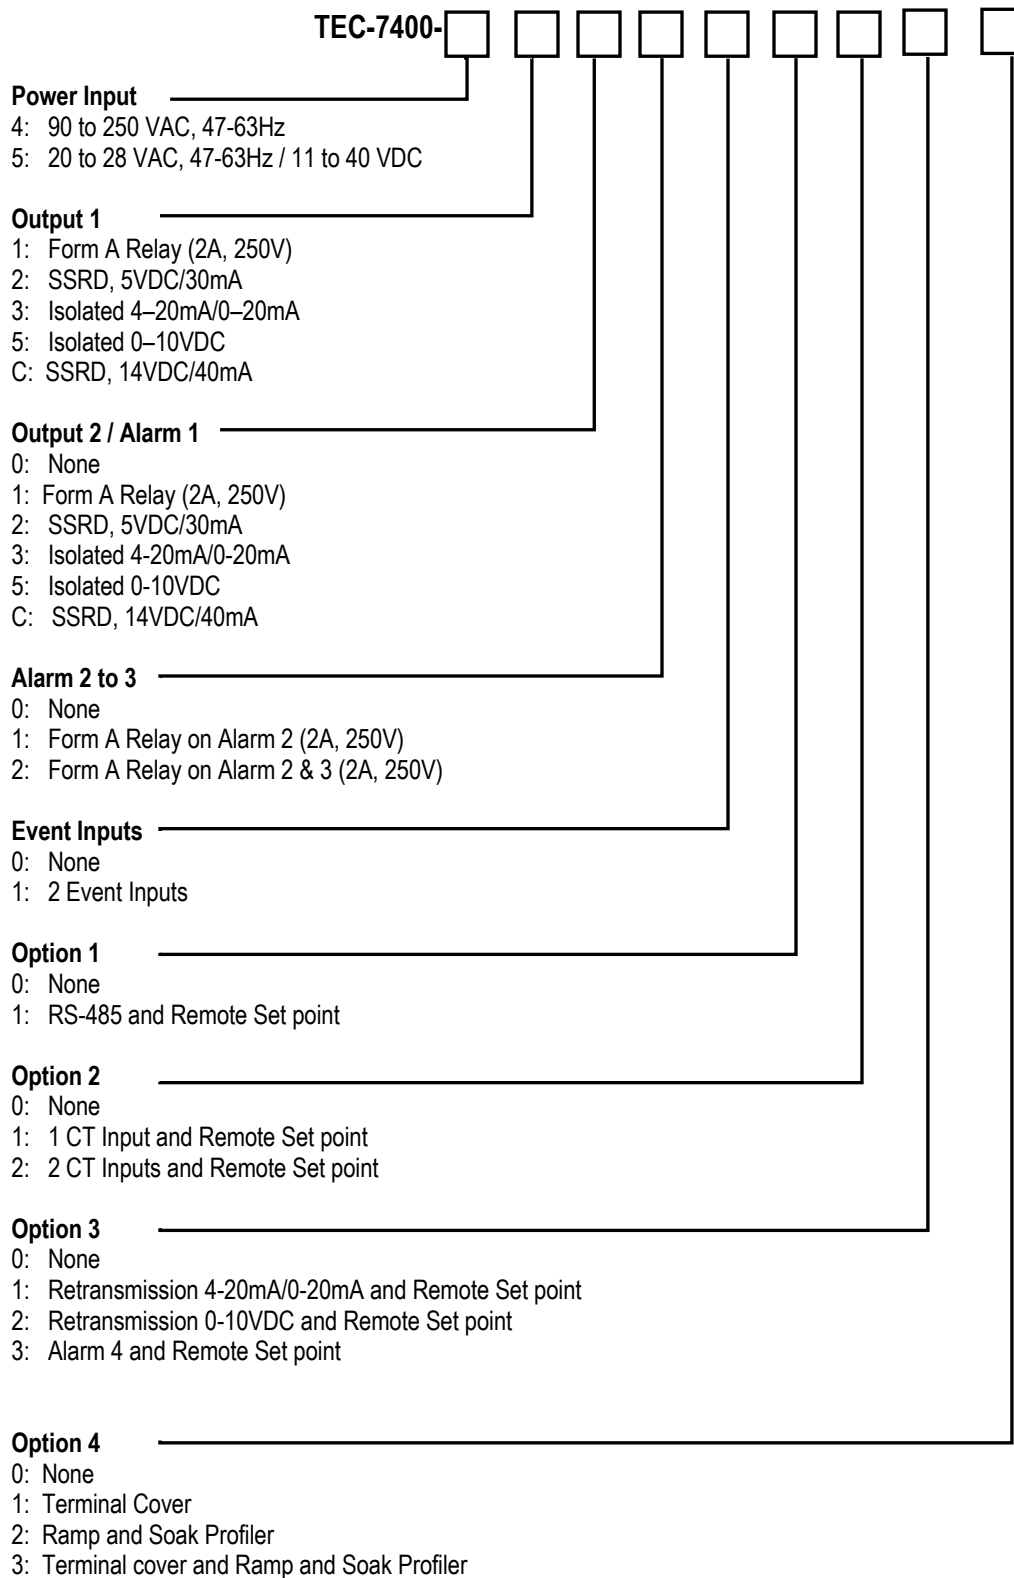 TEC-7400-
Power Input
4: 90 to 250 VAC, 47-63Hz
5: 20 to 28 VAC, 47-63Hz / 11 to 40 VDC
Output 1
1: Form A Relay (2A, 250V)
2: SSRD, 5VDC/30mA
3: Isolated 4–20mA/0–20mA
5: Isolated 0–10VDC
C: SSRD, 14VDC/40mA
Output 2 / Alarm 1
0: None
1: Form A Relay (2A, 250V)
2: SSRD, 5VDC/30mA
3: Isolated 4-20mA/0-20mA
5: Isolated 0-10VDC
C: SSRD, 14VDC/40mA
Alarm 2 to 3
0: None
1: Form A Relay on Alarm 2 (2A, 250V)
2: Form A Relay on Alarm 2 & 3 (2A, 250V)
Event Inputs
0: None
1: 2 Event Inputs
Option 1
0: None
1: RS-485 and Remote Set point
Option 2
0: None
1: 1 CT Input and Remote Set point
2: 2 CT Inputs and Remote Set point
Option 3
0: None
1: Retransmission 4-20mA/0-20mA and Remote Set point
2: Retransmission 0-10VDC and Remote Set point
3: Alarm 4 and Remote Set point
Option 4
0: None
1: Terminal Cover
2: Ramp and Soak Profiler
3: Terminal cover and Ramp and Soak Profiler